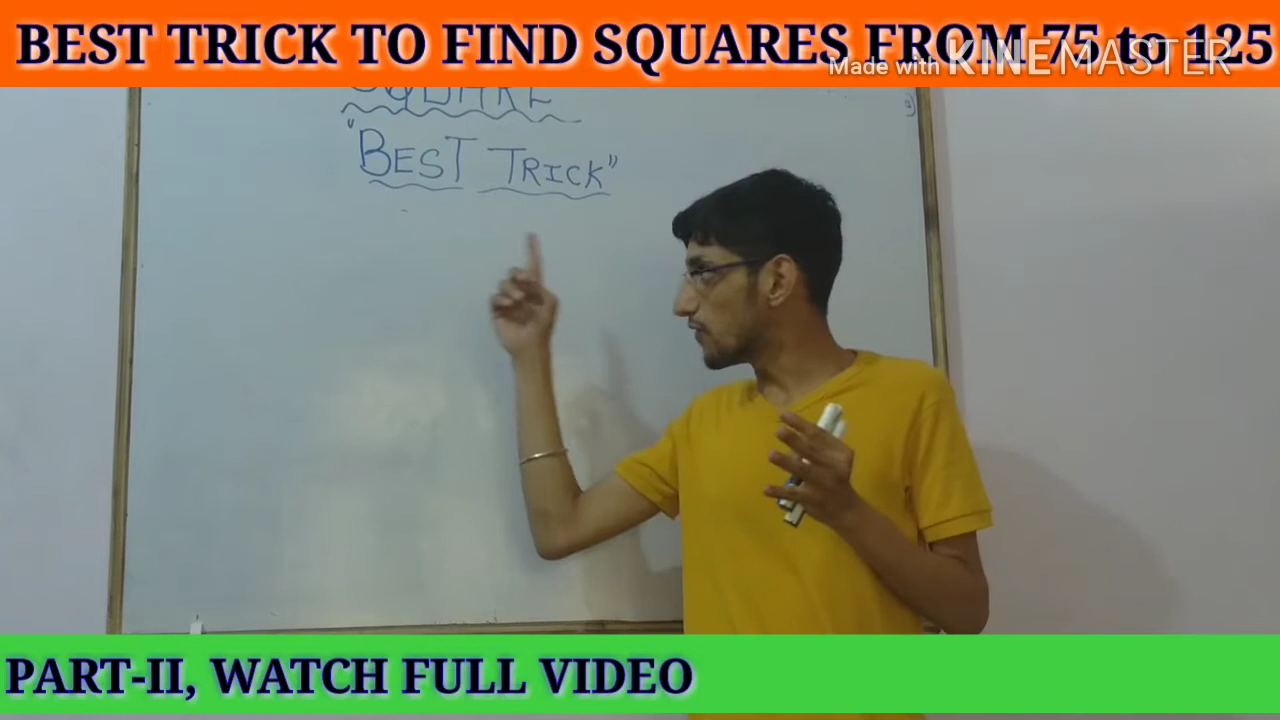 BEST TRICK TO FIND SQUARES FROM 75 to 125
Made with KINEMASTER
SQUARE
"BEST TRICK"
PART-II, WATCH FULL VIDEO